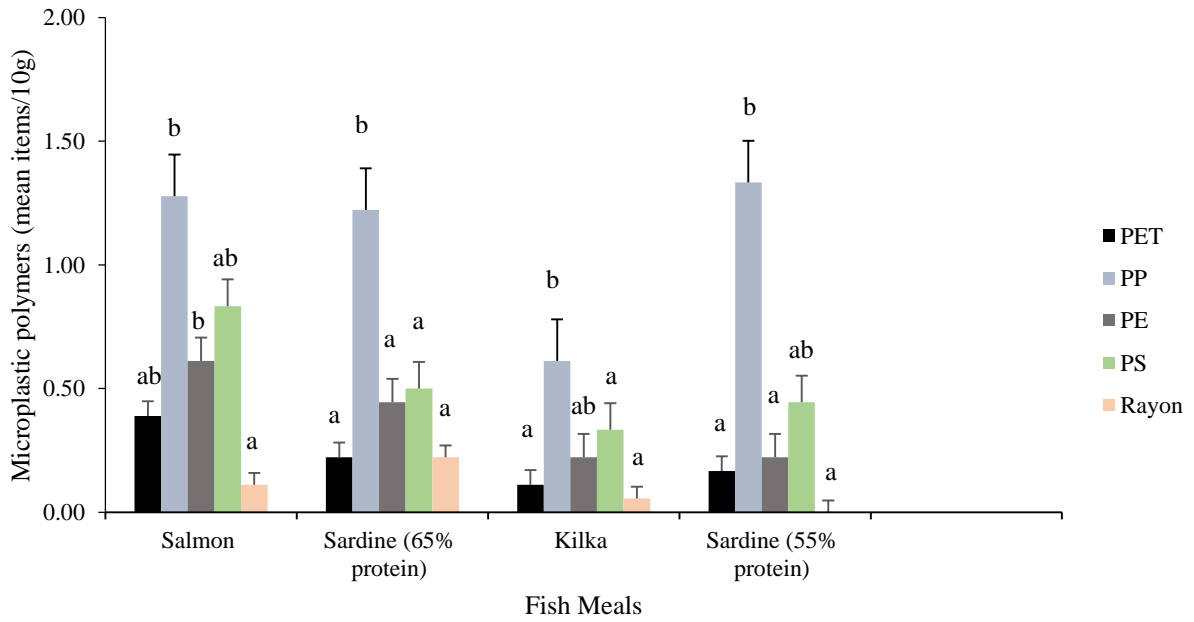 Microplastic polymers (mean items/10g)
2.00
1.50
1.00
0.50
0.00
ab
b
b
ab
a
a
b
a
a
a
a
b
ab
a
a
a
b
a
ab
a
Salmon
Sardine (65%
protein)
Kilka
Sardine (55%
protein)
Fish Meals
PET
PP
PE
PS
Rayon